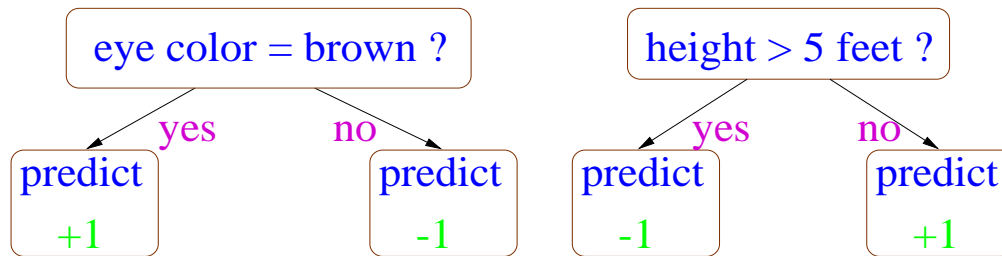 eye color = brown ?
yes
no
predict
+1
predict
-1
height > 5 feet ?
yes
no
predict
-1
predict
+1